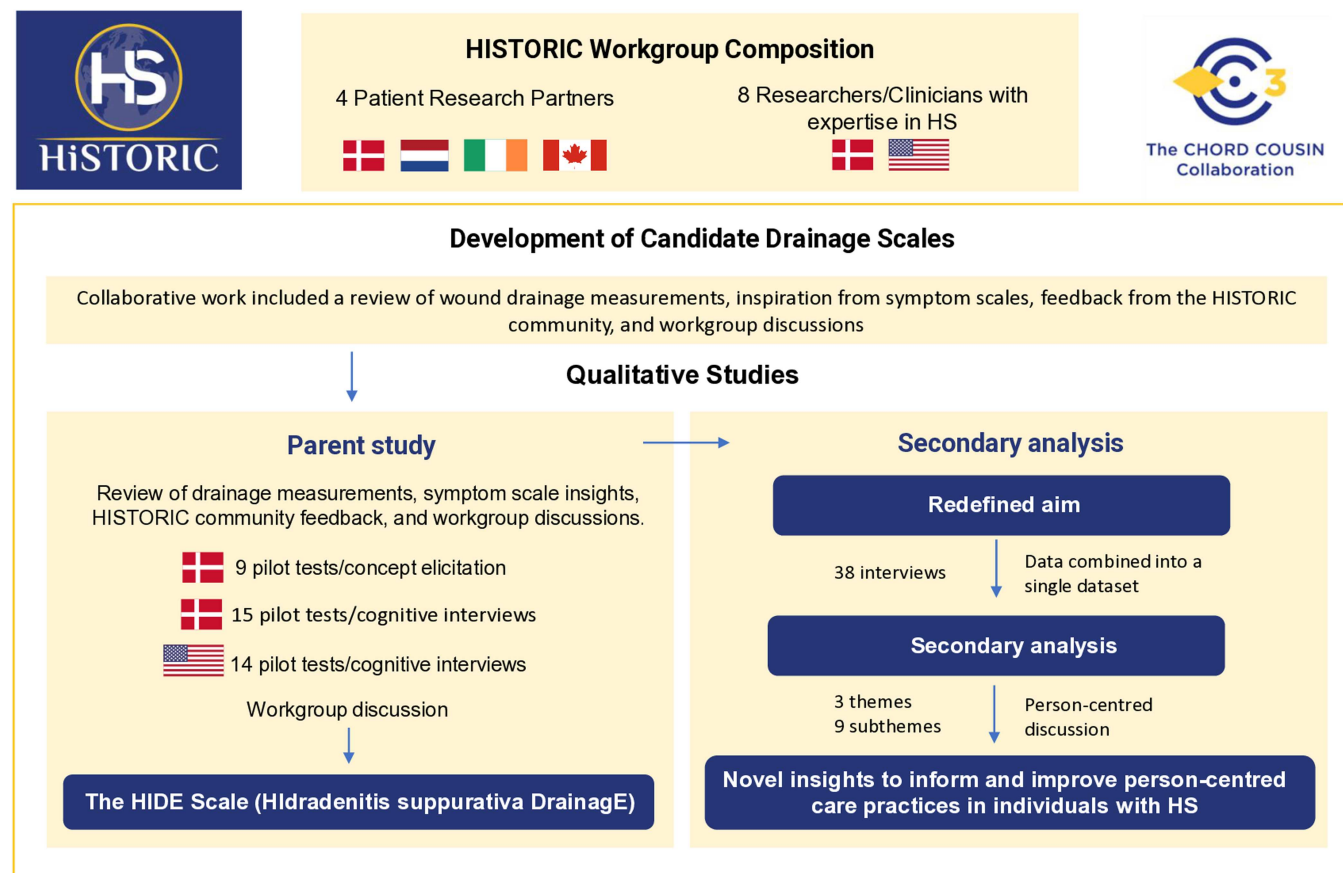 HS
HiSTORIC
HISTORIC Workgroup Composition
4 Patient Research Partners
8 Researchers/Clinicians with
expertise in HS
3
The CHORD COUSIN
Collaboration
Development of Candidate Drainage Scales
Collaborative work included a review of wound drainage measurements, inspiration from symptom scales, feedback from the HISTORIC
community, and workgroup discussions
Qualitative Studies
Parent study
Review of drainage measurements, symptom scale insights,
HISTORIC community feedback, and workgroup discussions.
9 pilot tests/concept elicitation
15 pilot tests/cognitive interviews
14 pilot tests/cognitive interviews
Workgroup discussion
The HIDE Scale (HIdradenitis suppurativa DrainagE)
Secondary analysis
Redefined aim
38 interviews
Data combined into a
single dataset
Secondary analysis
3 themes
9 subthemes
Person-centred
discussion
Novel insights to inform and improve person-centred
care practices in individuals with HS